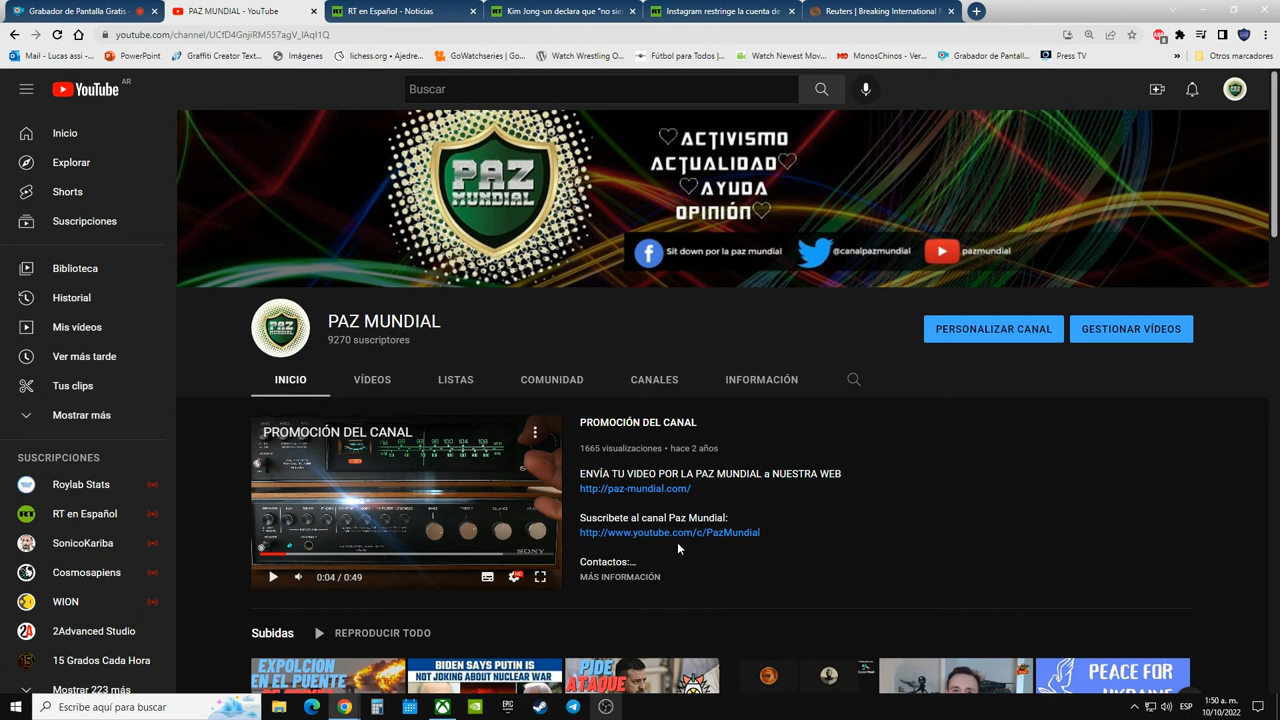 Grabador de Pantalla Gratis -
PAZ MUNDIAL - YouTube
RT en Español - Noticias
Kim Jong-un declara que "no sie
Instagram restringe la cuenta de
Reuters | Breaking International
youtube.com/channel/UCfD4GnjiRM557agV_lAqI1Q
Mail - Lucas assi -...
PowerPoint
Graffiti Creator Text...
Imágenes
lichess.org • Ajedre...
GoWatchseries | Go...
Watch Wrestling O...
Fútbol para Todos |...
Watch Newest Mov...
MonosChinos - Ver...
Grabador de Pantall...
Press TV
»
Otros marcadores
YouTube AR
Buscar
Inicio
Explorar
Shorts
Suscripciones
Biblioteca
Historial
Mis vídeos
Ver más tarde
Tus clips
Mostrar más
SUSCRIPCIONES
Roylab Stats
RT en Español
SonicoKariba
Cosmosapiens
WION
2Advanced Studio
15 Grados Cada Hora
Mostrar 223 más
PAZ
MUNDIAL
ACTIVISMO
ACTUALIDAD
AYUDA
OPINIÓN
Sit down por la paz mundial
@canalpazmundial
pazmundial
PAZ MUNDIAL
9270 suscriptores
PERSONALIZAR CANAL
GESTIONAR VÍDEOS
INICIO
VÍDEOS
LISTAS
COMUNIDAD
CANALES
INFORMACIÓN
PROMOCIÓN DEL CANAL
SONY
0:04 / 0:49
HD
PROMOCIÓN DEL CANAL
1665 visualizaciones • hace 2 años
ENVÍA TU VIDEO POR LA PAZ MUNDIAL a NUESTRA WEB
http://paz-mundial.com/
Suscribete al canal Paz Mundial:
http://www.youtube.com/c/PazMundial
Contactos:...
MÁS INFORMACIÓN
Subidas
REPRODUCIR TODO
EXPOLCION
EN EL PUENTE
BIDEN SAYS PUTIN IS
NOT JOKING ABOUT NUCLEAR WAR
PIDE
ATAQUE
PEACE FOR
Escribe aquí para buscar
ESP
1:50 a. m.
10/10/2022